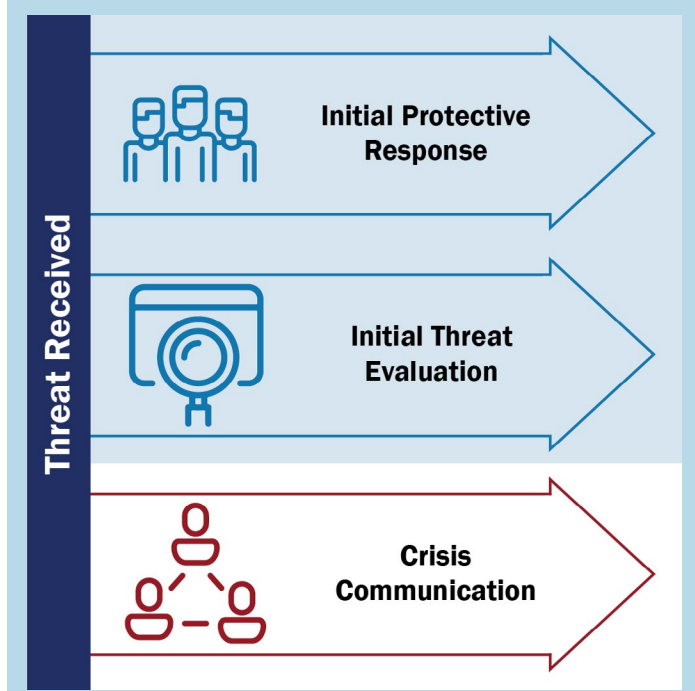 Threat Received
Initial Protective
Response
Initial Threat
Evaluation
Crisis
Communication